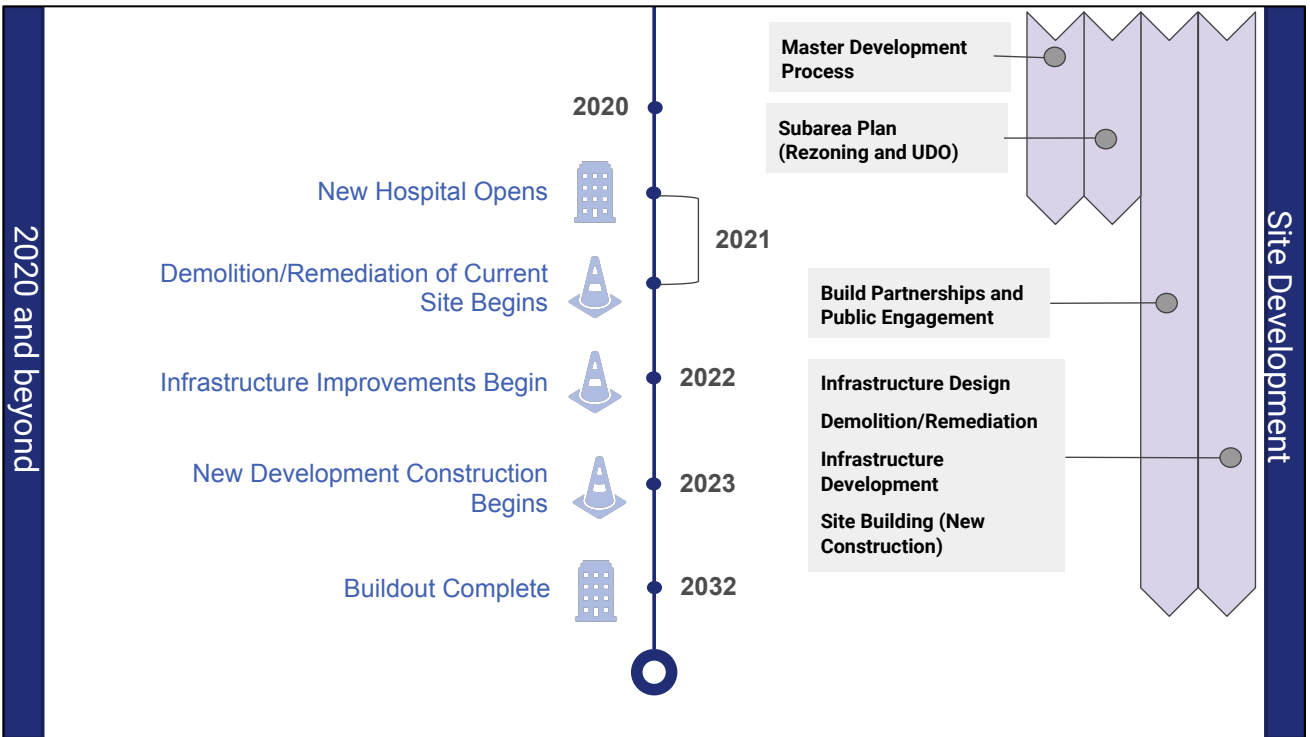 2020 and beyond
2020
New Hospital Opens
2021
Demolition/Remediation of Current
Site Begins
Infrastructure Improvements Begin
2022
New Development Construction
Begins
2023
Buildout Complete
2032
Master Development
Process
Subarea Plan
(Rezoning and UDO)
Build Partnerships and
Public Engagement
Infrastructure Design
Demolition/Remediation
Infrastructure
Development
Site Building (New
Construction)
Site Development